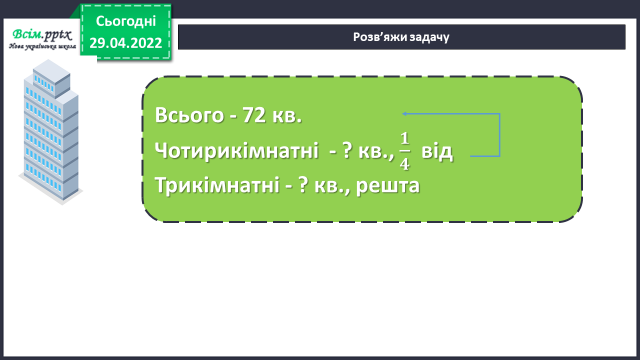 Всім.pptx
Нова українська школа
Сьогодні
29.04.2022
Розв’яжи задачу
Всього - 72 кв.
Чотирикімнатні - ? кв., 1/4 від
Трикімнатні - ? кв., решта